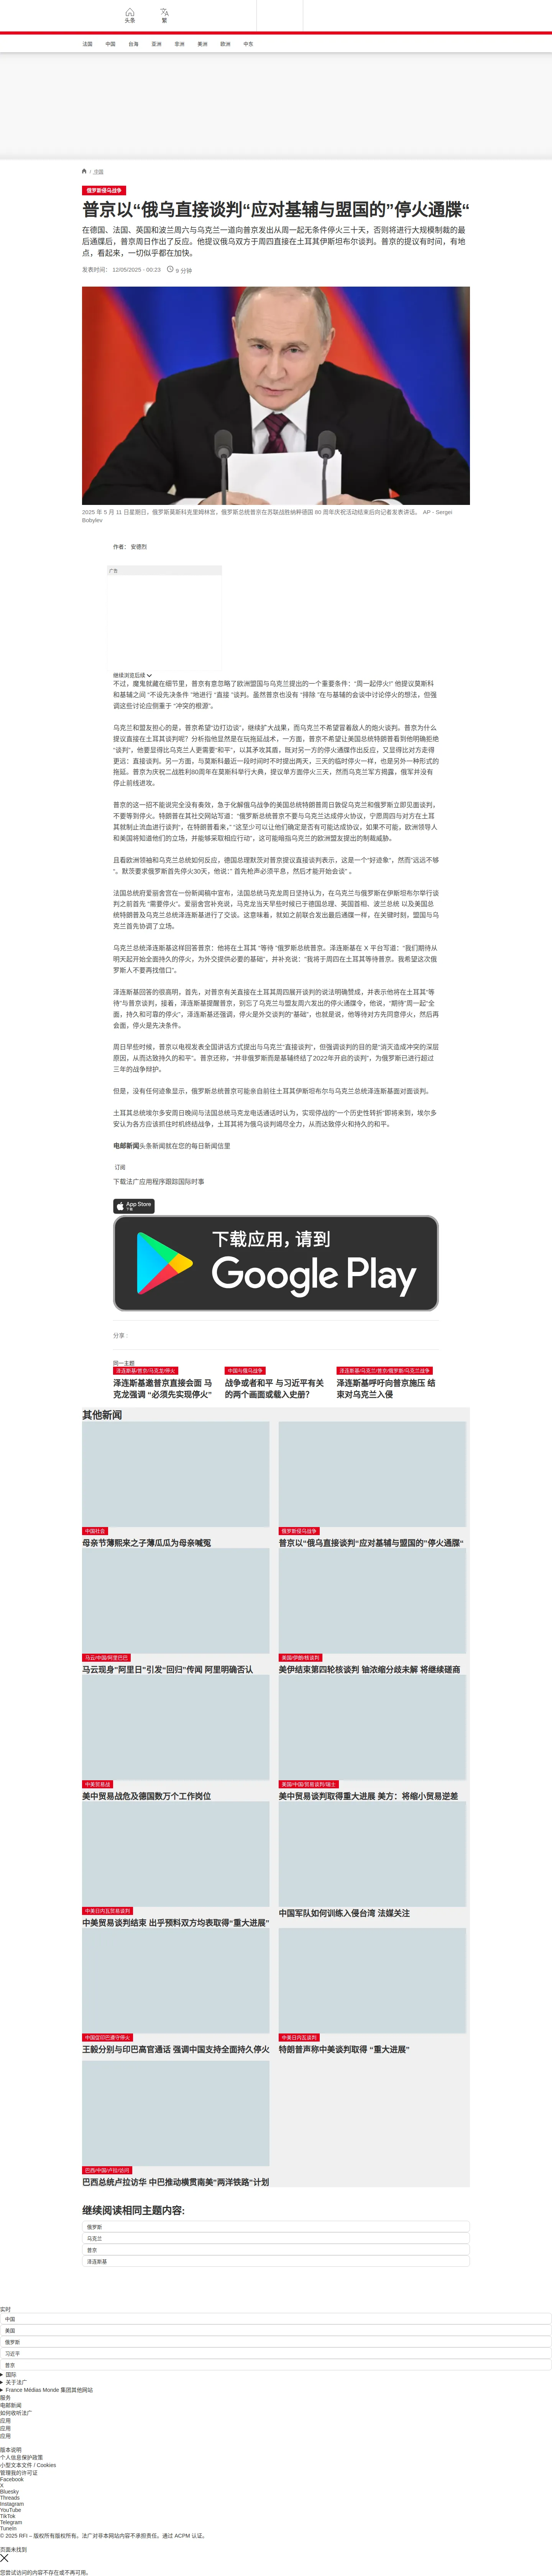 头条
繁
法国
中国
台海
亚洲
非洲
美洲
欧洲
中东
/ 中国
俄罗斯侵乌战争
普京以“俄乌直接谈判“应对基辅与盟国的”停火通牒“
在德国、法国、英国和波兰周六与乌克兰一道向普京发出从周一起无条件停火三十天，否则将进行大规模制裁的最
后通牒后，普京周日作出了反应。他提议俄乌双方于周四直接在土耳其伊斯坦布尔谈判。普京的提议有时间，有地
点，看起来，一切似乎都在加快。
发表时间： 12/05/2025 - 00:23 9 分钟
2025 年 5 月 11 日星期日，俄罗斯莫斯科克里姆林宫，俄罗斯总统普京在苏联战胜纳粹德国 80 周年庆祝活动结束后向记者发表讲话。 AP - Sergei
Bobylev
作者： 安德烈
广告
继续浏览后续
不过，魔鬼就藏在细节里，普京有意忽略了欧洲盟国与乌克兰提出的一个重要条件：“周一起停火!” 他提议莫斯科
和基辅之间 “不设先决条件 ”地进行 “直接 ”谈判。虽然普京也没有 “排除 ”在与基辅的会谈中讨论停火的想法，但强
调这些讨论应侧重于 “冲突的根源”。
乌克兰和盟友担心的是，普京希望“边打边谈”，继续扩大战果，而乌克兰不希望冒着敌人的炮火谈判。普京为什么
提议直接在土耳其谈判呢？分析指他显然是在玩拖延战术，一方面，普京不希望让美国总统特朗普看到他明确拒绝
“谈判”，他要显得比乌克兰人更需要“和平”，以其矛攻其盾，既对另一方的停火通牒作出反应，又显得比对方走得
更远：直接谈判。另一方面，与莫斯科最近一段时间时不时提出两天，三天的临时停火一样，也是另外一种形式的
拖延。普京为庆祝二战胜利80周年在莫斯科举行大典，提议单方面停火三天，然而乌克兰军方揭露，俄军并没有
停止前线进攻。
普京的这一招不能说完全没有奏效，急于化解俄乌战争的美国总统特朗普周日敦促乌克兰和俄罗斯立即见面谈判，
不要等到停火。特朗普在其社交网站写道：“俄罗斯总统普京不要与乌克兰达成停火协议，宁愿周四与对方在土耳
其就制止流血进行谈判”，在特朗普看来，” “这至少可以让他们确定是否有可能达成协议，如果不可能，欧洲领导人
和美国将知道他们的立场，并能够采取相应行动”，这可能暗指乌克兰的欧洲盟友提出的制裁威胁。
且看欧洲领袖和乌克兰总统如何反应，德国总理默茨对普京提议直接谈判表示，这是一个“好迹象”，然而”远远不够
“。默茨要求俄罗斯首先停火30天，他说：” 首先枪声必须平息，然后才能开始会谈” 。
法国总统府爱丽舍宫在一份新闻稿中宣布，法国总统马克龙周日坚持认为，在乌克兰与俄罗斯在伊斯坦布尔举行谈
判之前首先 “需要停火”。爱丽舍宫补充说，马克龙当天早些时候已于德国总理、英国首相、波兰总统 以及美国总
统特朗普及乌克兰总统泽连斯基进行了交谈。这意味着，就如之前联合发出最后通牒一样，在关键时刻，盟国与乌
克兰首先协调了立场。
乌克兰总统泽连斯基这样回答普京：他将在土耳其 “等待 ”俄罗斯总统普京。泽连斯基在 X 平台写道：“我们期待从
明天起开始全面持久的停火，为外交提供必要的基础”，并补充说：“我将于周四在土耳其等待普京。我希望这次俄
罗斯人不要再找借口”。
泽连斯基回答的很高明，首先，对普京有关直接在土耳其周四展开谈判的说法明确赞成，并表示他将在土耳其”等
待”与普京谈判，接着，泽连斯基提醒普京，别忘了乌克兰与盟友周六发出的停火通牒令，他说，“期待”周一起”全
面，持久和可靠的停火”，泽连斯基还强调，停火是外交谈判的“基础”，也就是说，他等待对方先同意停火，然后再
会面，停火是先决条件。
周日早些时候，普京以电视发表全国讲话方式提出与乌克兰“直接谈判”，但强调谈判的目的是“消灭造成冲突的深层
原因，从而达致持久的和平”。普京还称，“并非俄罗斯而是基辅终结了2022年开启的谈判”，为俄罗斯已进行超过
三年的战争辩护。
但是，没有任何迹象显示，俄罗斯总统普京可能亲自前往土耳其伊斯坦布尔与乌克兰总统泽连斯基面对面谈判。
土耳其总统埃尔多安周日晚间与法国总统马克龙电话通话时认为，实现停战的“一个历史性转折”即将来到，埃尔多
安认为各方应该抓住时机终结战争，土耳其将为俄乌谈判竭尽全力，从而达致停火和持久的和平。
电邮新闻头条新闻就在您的每日新闻信里
订阅
下载法广应用程序跟踪国际时事
App Store
下载
下载应用，请到
Google Play
分享 :
同一主题
泽连斯基/普京/马克龙/停火
泽连斯基邀普京直接会面 马
克龙强调 “必须先实现停火”
中国与俄乌战争
战争或者和平 与习近平有关
的两个画面或载入史册？
泽连斯基/乌克兰/普京/俄罗斯/乌克兰战争
泽连斯基呼吁向普京施压 结
束对乌克兰入侵
其他新闻
中国社会
母亲节薄熙来之子薄瓜瓜为母亲喊冤
俄罗斯侵乌战争
普京以“俄乌直接谈判“应对基辅与盟国的”停火通牒“
马云/中国/阿里巴巴
马云现身”阿里日“引发”回归”传闻 阿里明确否认
美国/伊朗/核谈判
美伊结束第四轮核谈判 铀浓缩分歧未解 将继续磋商
中美贸易战
美中贸易战危及德国数万个工作岗位
美国/中国/贸易谈判/瑞士
美中贸易谈判取得重大进展 美方：将缩小贸易逆差
中美日内瓦贸易谈判
中美贸易谈判结束 出乎预料双方均表取得“重大进展”
中国军队如何训练入侵台湾 法媒关注
中国促印巴遵守停火
王毅分别与印巴高官通话 强调中国支持全面持久停火
中美日内瓦谈判
特朗普声称中美谈判取得 “重大进展”
巴西/中国/卢拉/访问
巴西总统卢拉访华 中巴推动横贯南美“两洋铁路”计划
继续阅读相同主题内容:
俄罗斯
乌克兰
普京
泽连斯基
实时
中国
美国
俄罗斯
习近平
普京
国际
关于法广
France Médias Monde 集团其他网站
服务
电邮新闻
如何收听法广
应用
应用
应用
版本说明
个人信息保护政策
小型文本文件 / Cookies
管理我的许可证
Facebook
X
Bluesky
Threads
Instagram
YouTube
TikTok
Telegram
TuneIn
© 2025 RFI – 版权所有版权所有。法广对非本网站内容不承担责任。通过 ACPM 认证。
页面未找到
您尝试访问的内容不存在或不再可用。